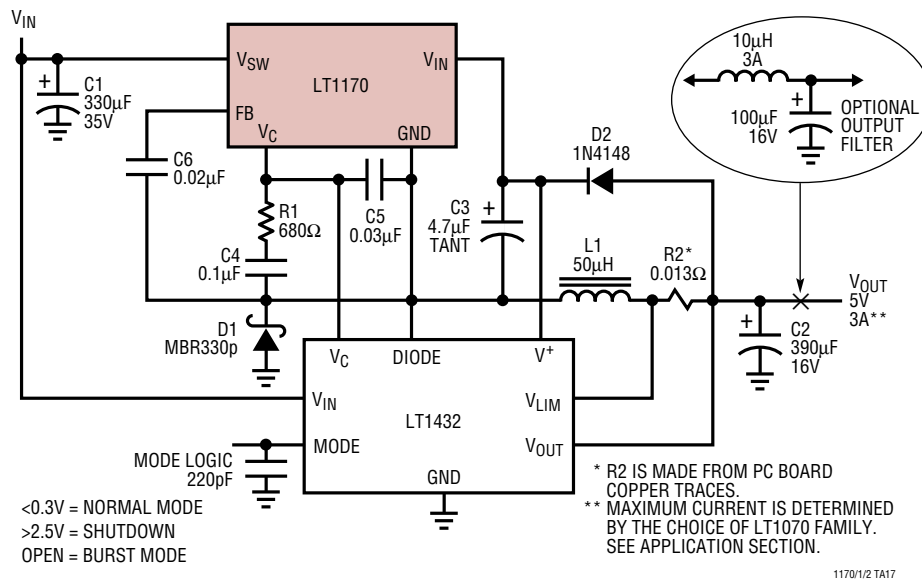 VIN
VSW
VIN
LT1170
FB
VC
GND
+
C1
330µF
35V
C6
0.02µF
R1
680Ω
C5
0.03µF
C4
0.1µF
C3
4.7µF
TANT
+
D2
1N4148
10µH
3A
+
100µF
16V
OPTIONAL
OUTPUT
FILTER
L1
50µH
R2*
0.013Ω
VOUT
5V
3A**
+
C2
390µF
16V
D1
MBR330p
VC
DIODE
V+
VIN
VLIM
LT1432
MODE
VOUT
GND
MODE LOGIC
220pF
<0.3V = NORMAL MODE
>2.5V = SHUTDOWN
OPEN = BURST MODE
* R2 IS MADE FROM PC BOARD
COPPER TRACES.
** MAXIMUM CURRENT IS DETERMINED
BY THE CHOICE OF LT1070 FAMILY.
SEE APPLICATION SECTION.
1170/1/2 TA17